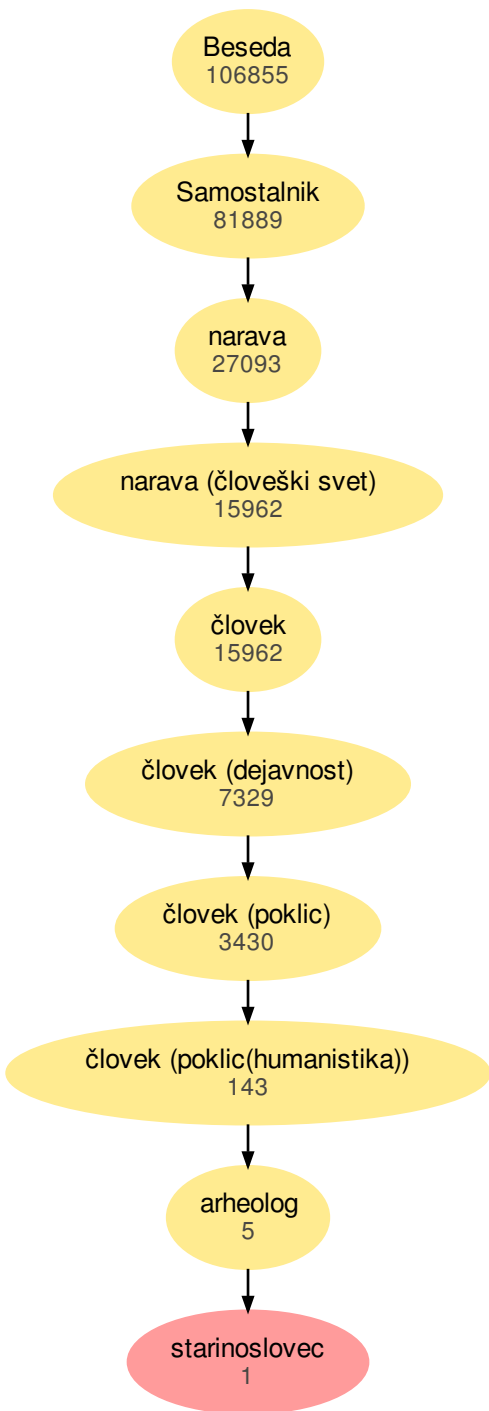 Beseda
106855
Samostalnik
81889
narava
27093
narava (človeški svet)
15962
človek
15962
človek (dejavnost)
7329
človek (poklic)
3430
človek (poklic(humanistika))
143
arheolog
5
starinoslovec
1